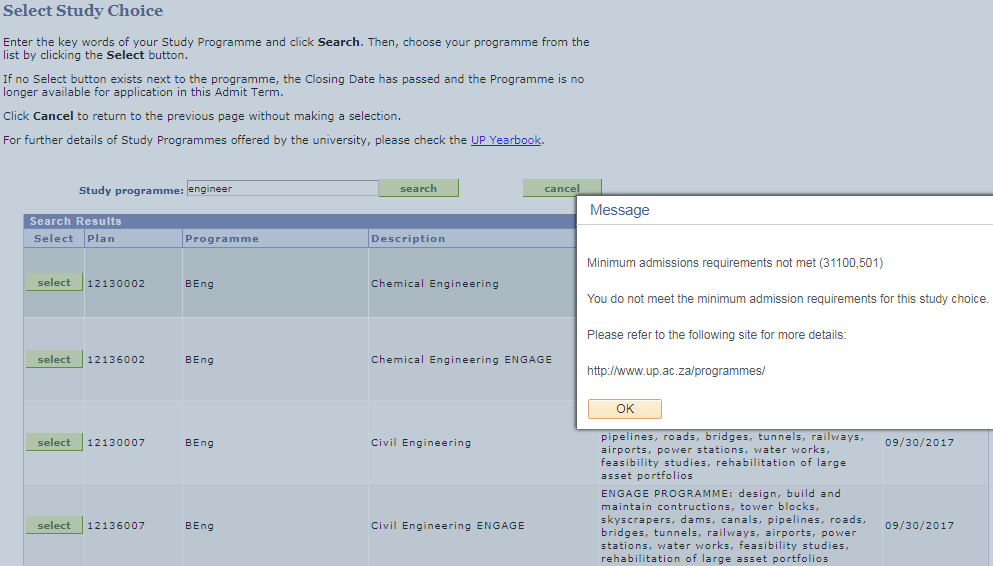 Select Study Choice
Enter the key words of your Study Programme and click Search. Then, choose your programme from the
list by clicking the Select button.
If no Select button exists next to the programme, the Closing Date has passed and the Programme is no
longer available for application in this Admit Term.
Click Cancel to return to the previous page without making a selection.
For further details of Study Programmes offered by the university, please check the UP Yearbook.
Study programme: engineer search cancel
Search Results
Select Plan Programme Description
select 12130002 BEng Chemical Engineering
select 12136002 BEng Chemical Engineering ENGAGE
Message
Minimum admissions requirements not met (31100,501)
You do not meet the minimum admission requirements for this study choice.
Please refer to the following site for more details:
http://www.up.ac.za/programmes/
OK
select 12130007 BEng Civil Engineering
pipelines, roads, bridges, tunnels, railways,
airports, power stations, water works,
feasibility studies, rehabilitation of large
asset portfolios
09/30/2017
select 12136007 BEng Civil Engineering ENGAGE
ENGAGE PROGRAMME: design, build and
maintain contructions, tower blocks,
skyscrapers, dams, canals, pipelines, roads,
bridges, tunnels, railways, airports, power
stations, water works, feasibility studies,
rehabilitation of large asset portfolios
09/30/2017